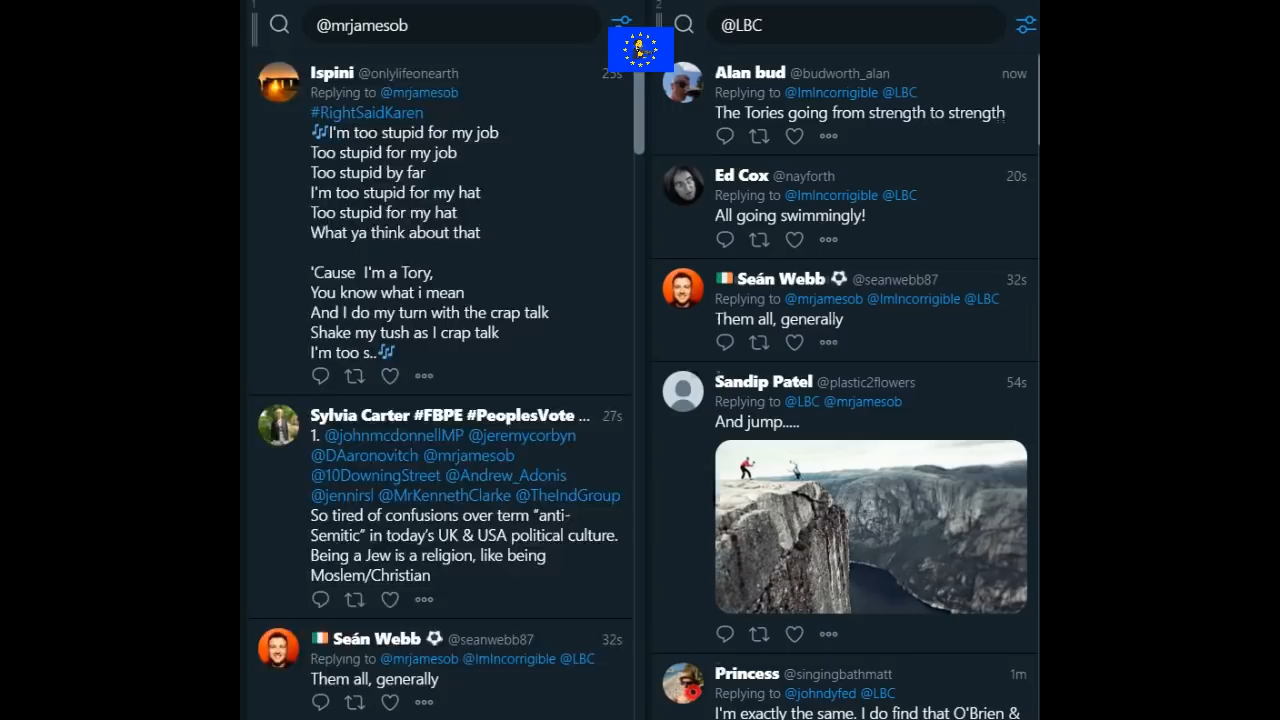 1
@mrjamesob
Ispini @onlylifeonearth 25s
Replying to @mrjamesob
#RightSaidKaren
🎶I'm too stupid for my job
Too stupid for my job
Too stupid by far
I'm too stupid for my hat
Too stupid for my hat
What ya think about that
'Cause I'm a Tory,
You know what i mean
And I do my turn with the crap talk
Shake my tush as I crap talk
I'm too s..🎶
Sylvia Carter #FBPE #PeoplesVote ... 27s
1. @johnmcdonnellMP @jeremycorbyn
@DAaronovitch @mrjamesob
@10DowningStreet @Andrew_Adonis
@jennirsl @MrKennethClarke @TheIndGroup
So tired of confusions over term “anti-
Semitic” in today's UK & USA political culture.
Being a Jew is a religion, like being
Moslem/Christian
🇮🇪 Seán Webb ⚽ @seanwebb87 32s
Replying to @mrjamesob @ImIncorrigible @LBC
Them all, generally
2
@LBC
Alan bud @budworth_alan now
Replying to @ImIncorrigible @LBC
The Tories going from strength to strength
Ed Cox @nayforth 20s
Replying to @ImIncorrigible @LBC
All going swimmingly!
🇮🇪 Seán Webb ⚽ @seanwebb87 32s
Replying to @mrjamesob @ImIncorrigible @LBC
Them all, generally
Sandip Patel @plastic2flowers 54s
Replying to @LBC @mrjamesob
And jump.....
Princess @singingbathmatt 1m
Replying to @johndyfed @LBC
I'm exactly the same. I do find that O'Brien &